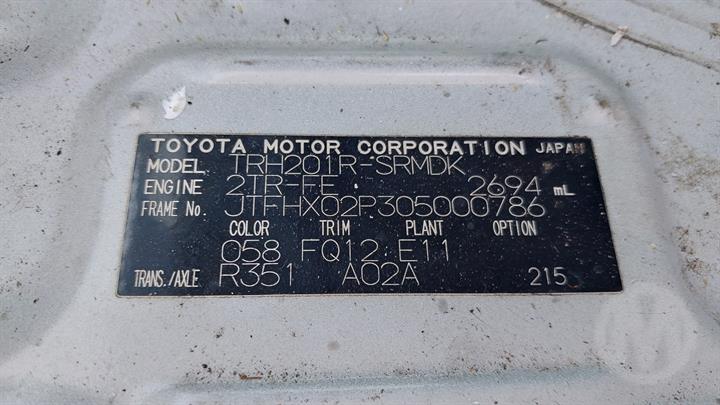 TOYOTA MOTOR CORPORATION JAPAN
MODEL TRH201R-SRMDK
ENGINE 2TR-FE 2694 mL
FRAME No. JTFHX02P305000786
COLOR TRIM PLANT OPTION
058 FQ12 E11
TRANS./AXLE R351 A02A 215